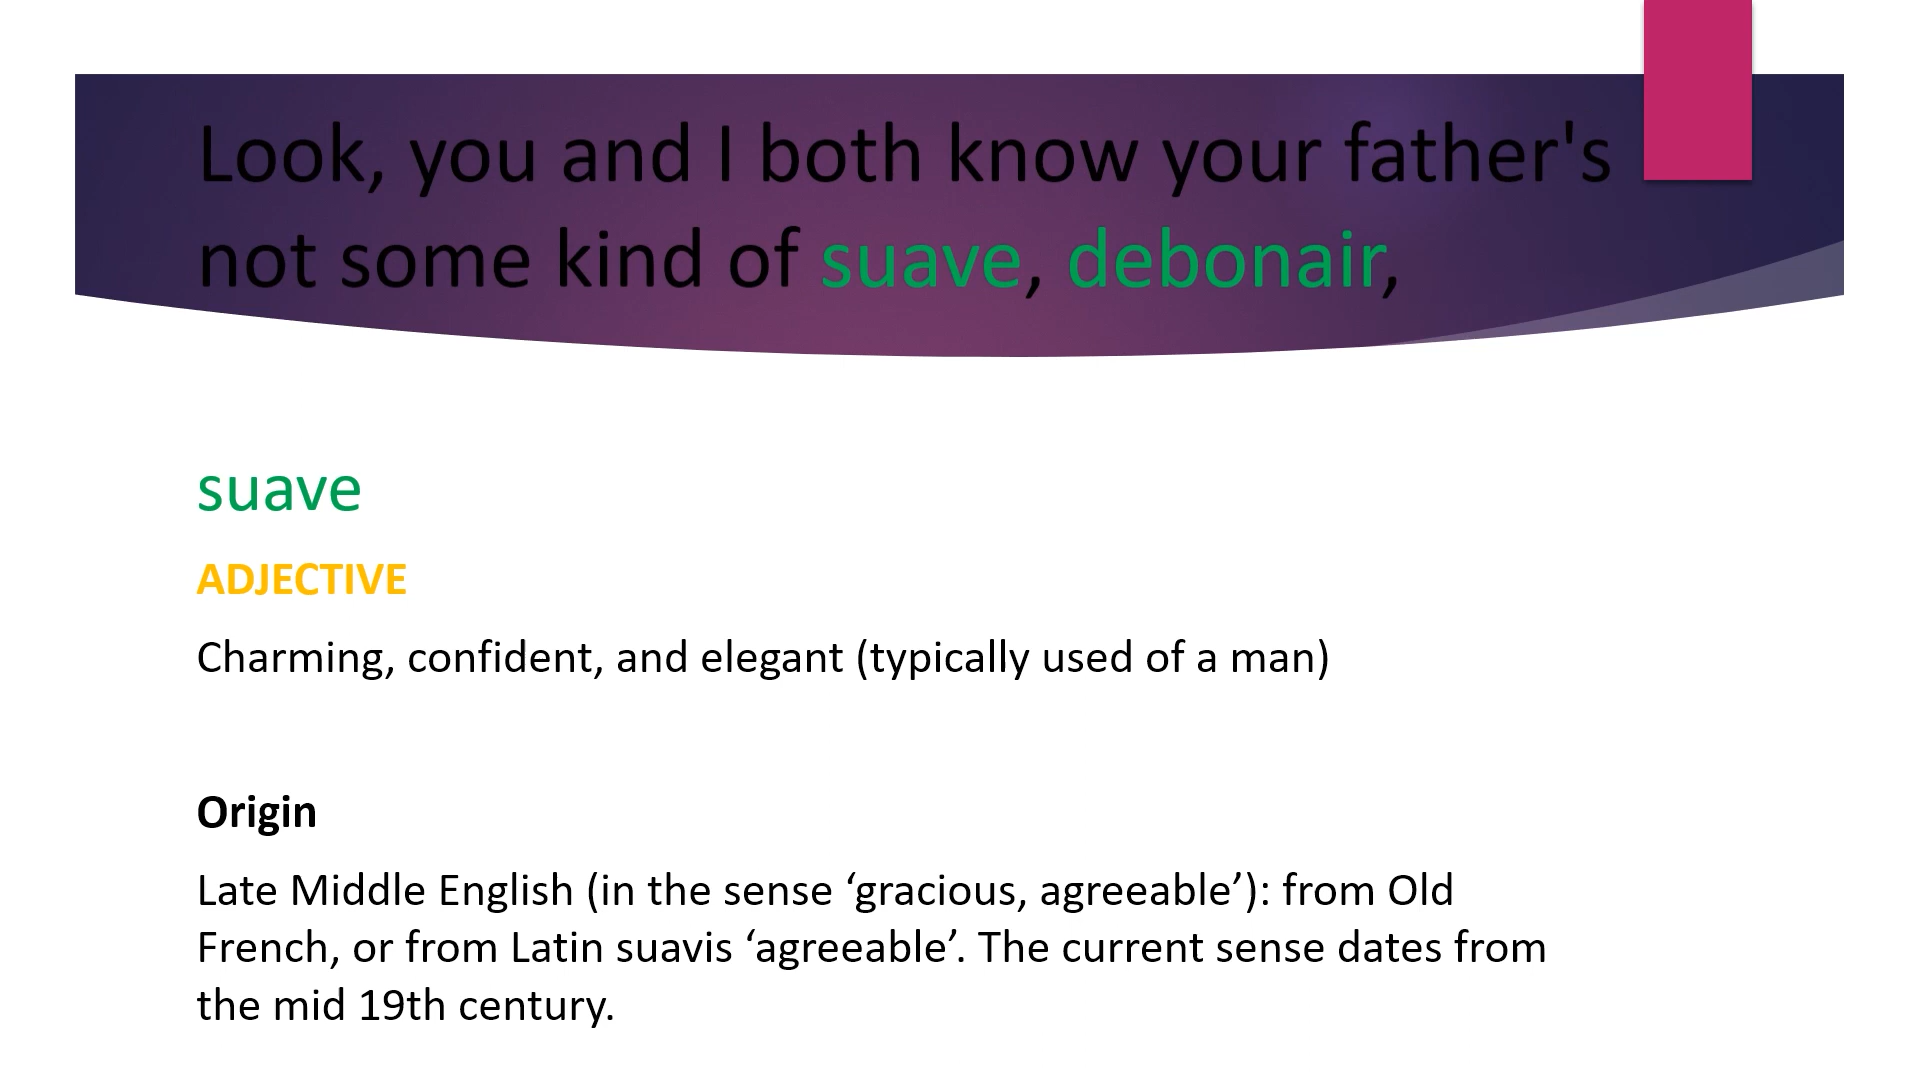 Look, you and I both know your father's
not some kind of suave, debonair,
suave
ADJECTIVE
Charming, confident, and elegant (typically used of a man)
Origin
Late Middle English (in the sense ‘gracious, agreeable’): from Old
French, or from Latin suavis ‘agreeable’. The current sense dates from
the mid 19th century.